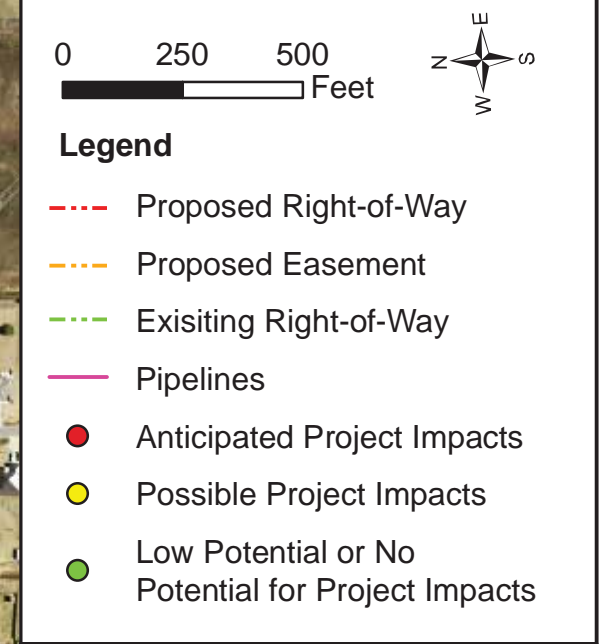 0 250 500
Feet
E
N S
W
Legend
Proposed Right-of-Way
Proposed Easement
Exisiting Right-of-Way
Pipelines
Anticipated Project Impacts
Possible Project Impacts
Low Potential or No
Potential for Project Impacts